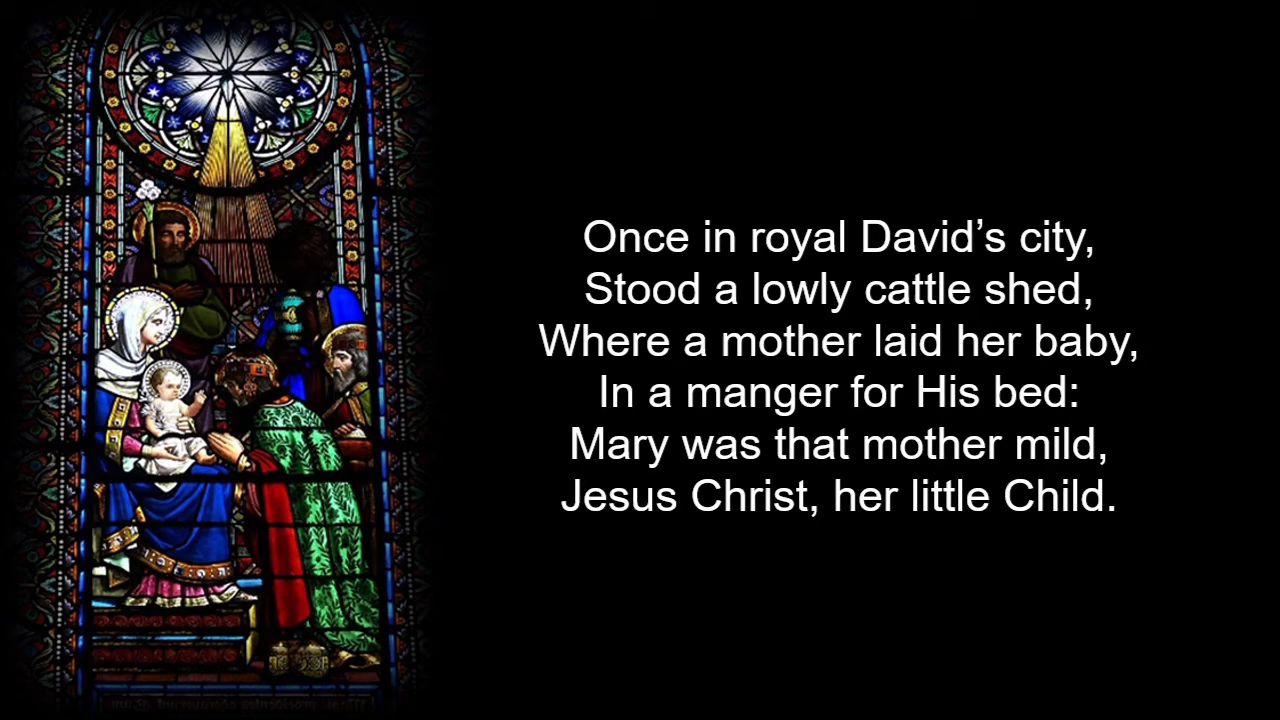 Once in royal David’s city,
Stood a lowly cattle shed,
Where a mother laid her baby,
In a manger for His bed:
Mary was that mother mild,
Jesus Christ, her little Child.